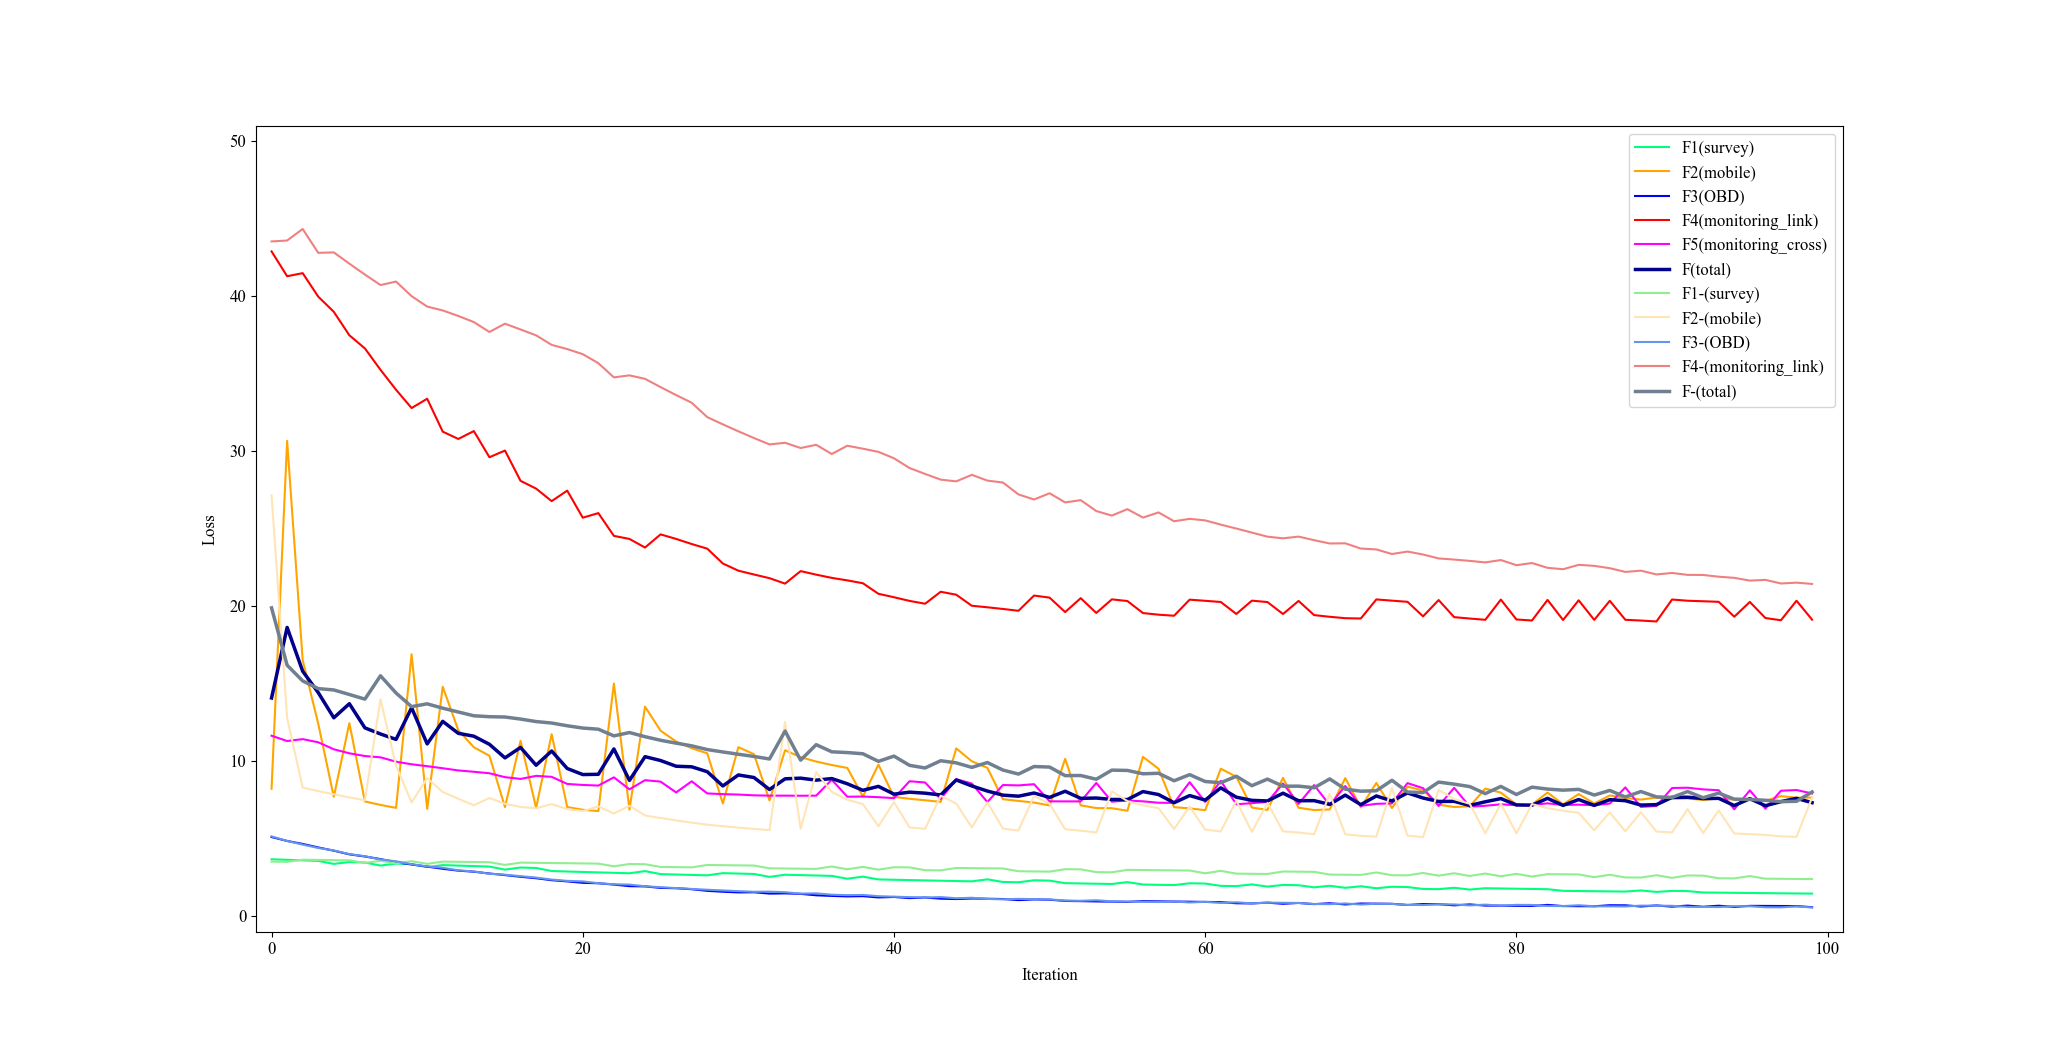 50
40
30
20
10
0
Loss
0 20 40 60 80 100
Iteration
F1(survey)
F2(mobile)
F3(OBD)
F4(monitoring_link)
F5(monitoring_cross)
F(total)
F1-(survey)
F2-(mobile)
F3-(OBD)
F4-(monitoring_link)
F-(total)